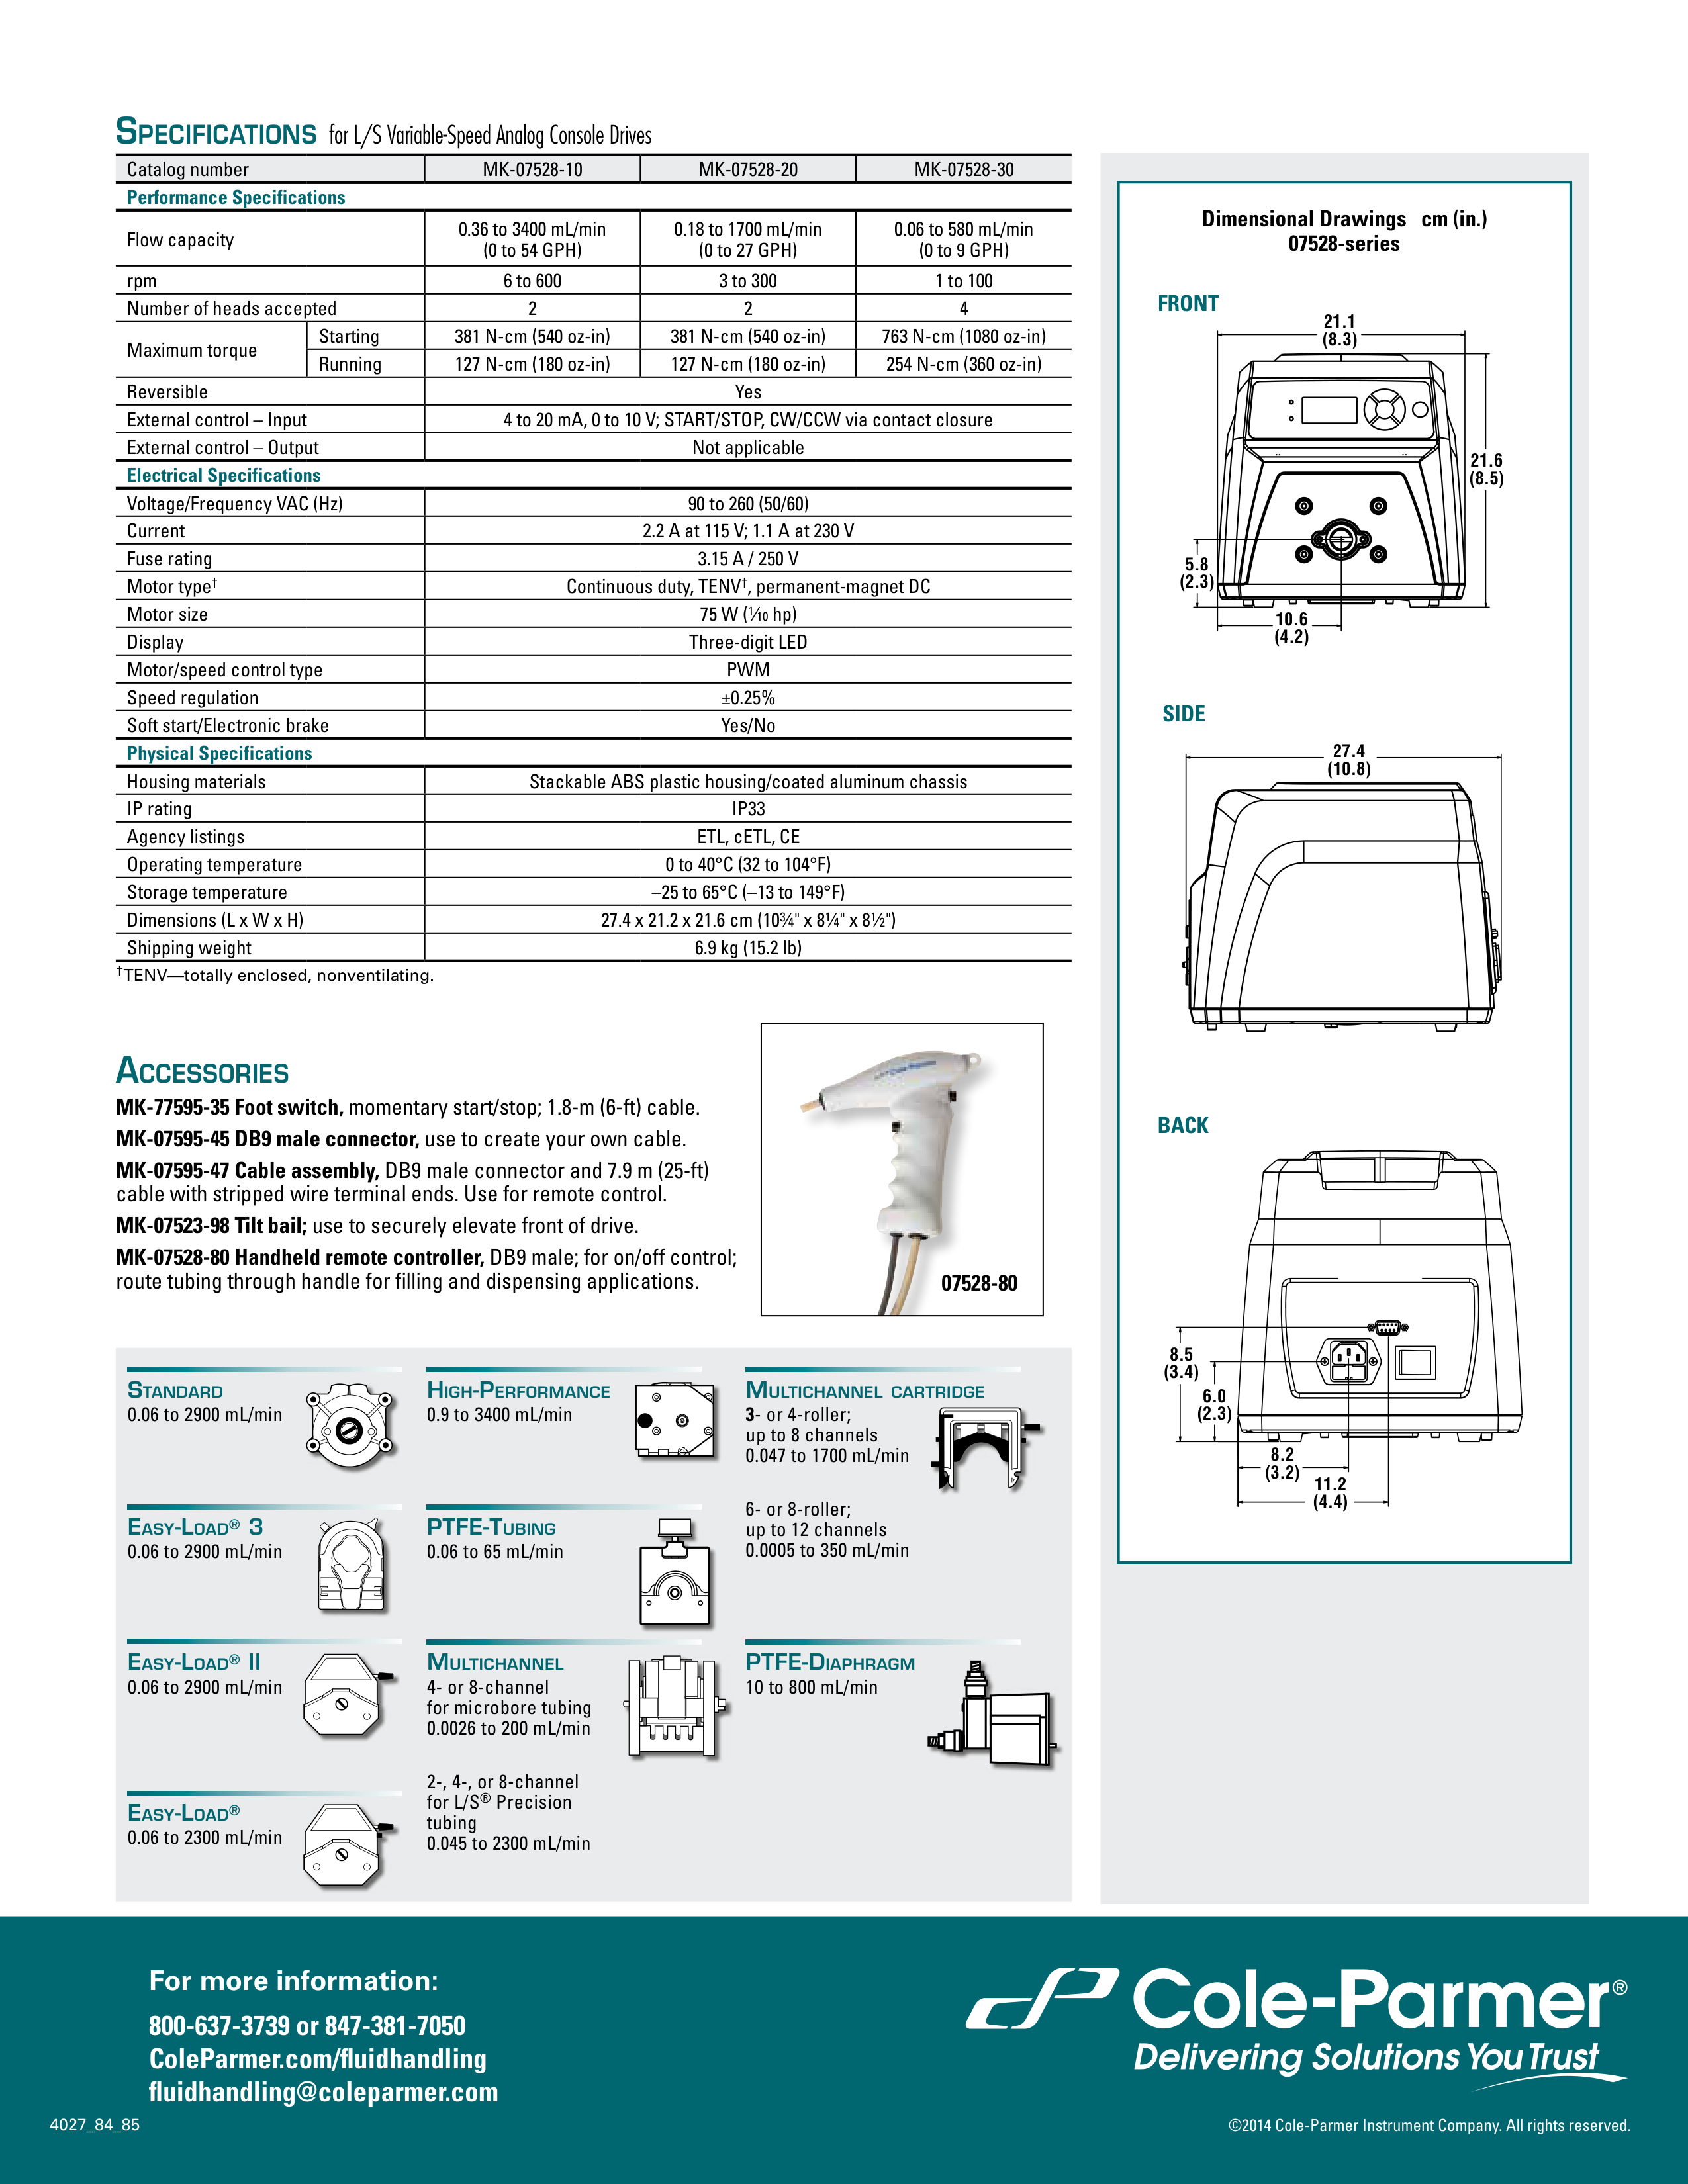 SPECIFICATIONS for L/S Variable-Speed Analog Console Drives
Catalog number MK-07528-10 MK-07528-20 MK-07528-30
Performance Specifications
Flow capacity 0.36 to 3400 mL/min (0 to 54 GPH) 0.18 to 1700 mL/min (0 to 27 GPH) 0.06 to 580 mL/min (0 to 9 GPH)
rpm 6 to 600 3 to 300 1 to 100
Number of heads accepted 2 2 4
Maximum torque Starting 381 N-cm (540 oz-in) 381 N-cm (540 oz-in) 763 N-cm (1080 oz-in)
Running 127 N-cm (180 oz-in) 127 N-cm (180 oz-in) 254 N-cm (360 oz-in)
Reversible Yes
External control – Input 4 to 20 mA, 0 to 10 V; START/STOP, CW/CCW via contact closure
External control – Output Not applicable
Electrical Specifications
Voltage/Frequency VAC (Hz) 90 to 260 (50/60)
Current 2.2 A at 115 V; 1.1 A at 230 V
Fuse rating 3.15 A / 250 V
Motor type† Continuous duty, TENV†, permanent-magnet DC
Motor size 75 W (1⁄10 hp)
Display Three-digit LED
Motor/speed control type PWM
Speed regulation ±0.25%
Soft start/Electronic brake Yes/No
Physical Specifications
Housing materials Stackable ABS plastic housing/coated aluminum chassis
IP rating IP33
Agency listings ETL, cETL, CE
Operating temperature 0 to 40°C (32 to 104°F)
Storage temperature –25 to 65°C (–13 to 149°F)
Dimensions (L x W x H) 27.4 x 21.2 x 21.6 cm (10¾" x 8¼" x 8½")
Shipping weight 6.9 kg (15.2 lb)
†TENV—totally enclosed, nonventilating.
ACCESSORIES
MK-77595-35 Foot switch, momentary start/stop; 1.8-m (6-ft) cable.
MK-07595-45 DB9 male connector, use to create your own cable.
MK-07595-47 Cable assembly, DB9 male connector and 7.9 m (25-ft)
cable with stripped wire terminal ends. Use for remote control.
MK-07523-98 Tilt bail; use to securely elevate front of drive.
MK-07528-80 Handheld remote controller, DB9 male; for on/off control;
route tubing through handle for filling and dispensing applications.
07528-80
STANDARD
0.06 to 2900 mL/min
HIGH-PERFORMANCE
0.9 to 3400 mL/min
MULTICHANNEL CARTRIDGE
3- or 4-roller;
up to 8 channels
0.047 to 1700 mL/min
6- or 8-roller;
up to 12 channels
0.0005 to 350 mL/min
EASY-LOAD® 3
0.06 to 2900 mL/min
PTFE-TUBING
0.06 to 65 mL/min
EASY-LOAD® II
0.06 to 2900 mL/min
MULTICHANNEL
4- or 8-channel
for microbore tubing
0.0026 to 200 mL/min
2-, 4-, or 8-channel
for L/S® Precision
tubing
0.045 to 2300 mL/min
PTFE-DIAPHRAGM
10 to 800 mL/min
EASY-LOAD®
0.06 to 2300 mL/min
Dimensional Drawings cm (in.)
07528-series
FRONT
21.1
(8.3)
21.6
(8.5)
5.8
(2.3)
10.6
(4.2)
SIDE
27.4
(10.8)
BACK
8.5
(3.4)
6.0
(2.3)
8.2
(3.2)
11.2
(4.4)
For more information:
800-637-3739 or 847-381-7050
ColeParmer.com/fluidhandling
fluidhandling@coleparmer.com
4027_84_85
Cole-Parmer®
Delivering Solutions You Trust
©2014 Cole-Parmer Instrument Company. All rights reserved.